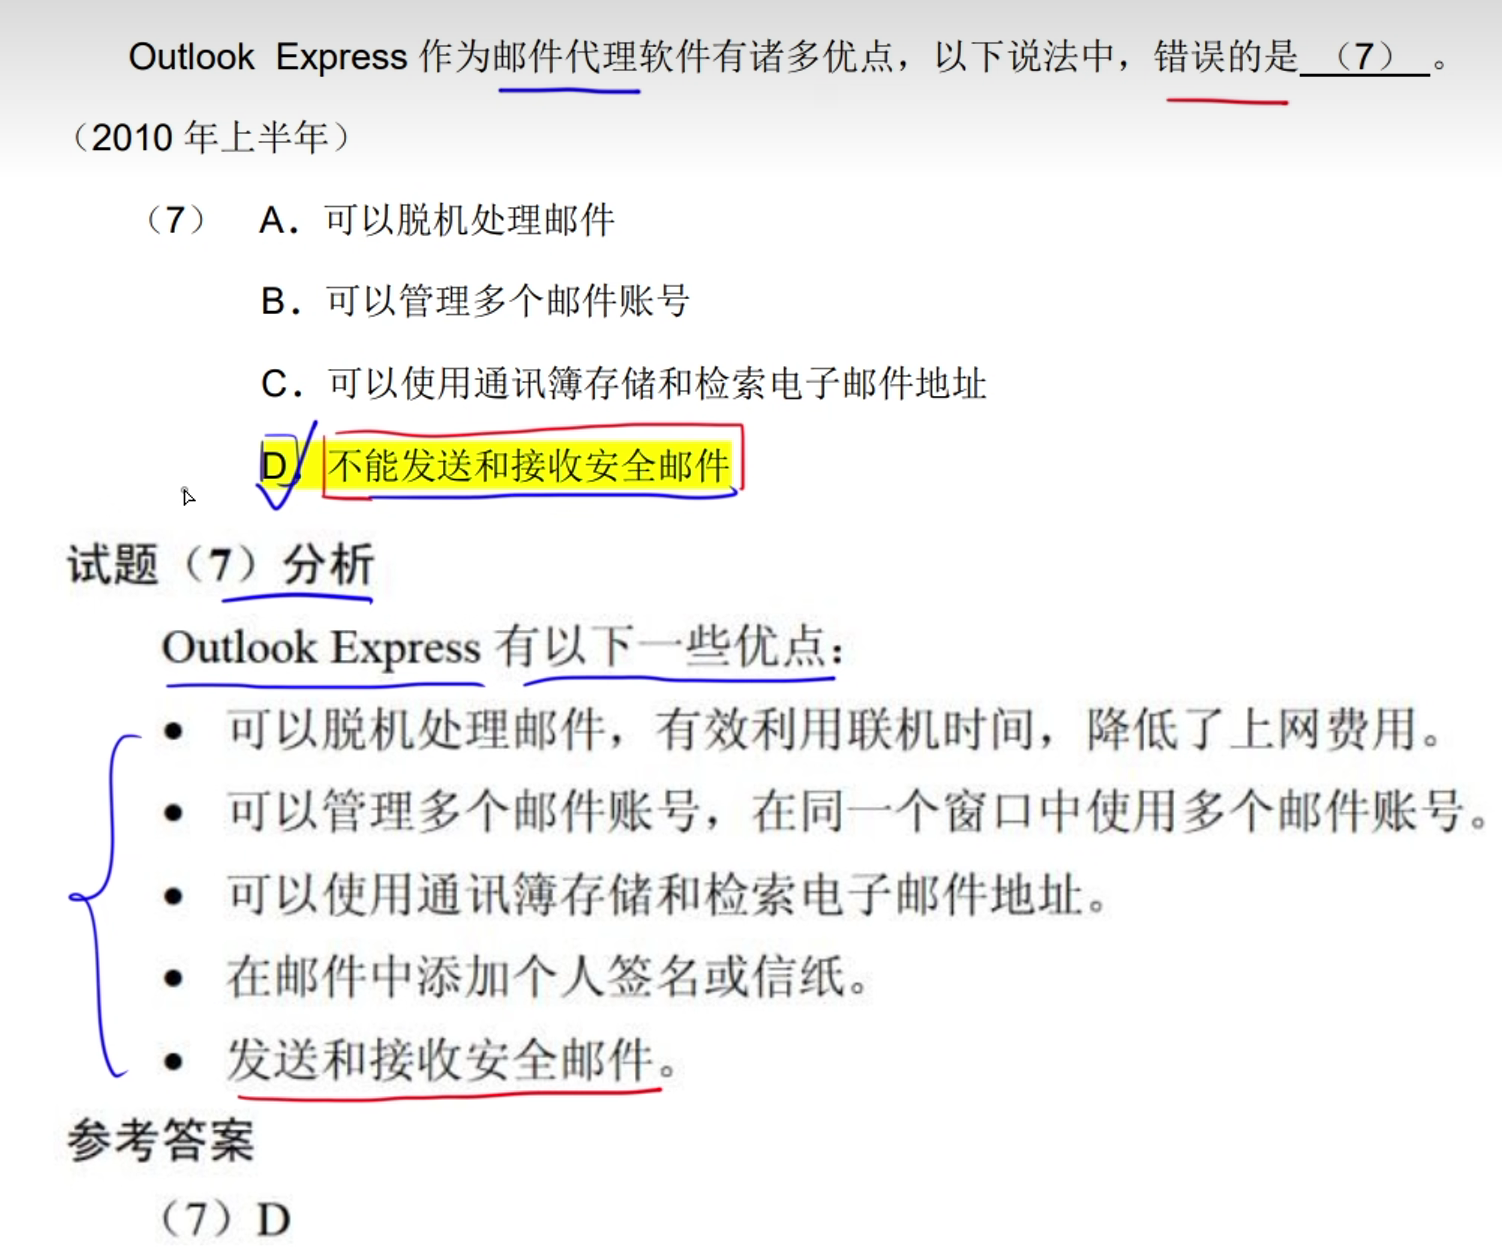 Outlook Express 作为邮件代理软件有诸多优点，以下说法中，错误的是（7）。
（2010 年上半年）
（7） A．可以脱机处理邮件
B．可以管理多个邮件账号
C．可以使用通讯簿存储和检索电子邮件地址
D．不能发送和接收安全邮件
试题（7）分析
Outlook Express 有以下一些优点：
● 可以脱机处理邮件，有效利用联机时间，降低了上网费用。
● 可以管理多个邮件账号，在同一个窗口中使用多个邮件账号。
● 可以使用通讯簿存储和检索电子邮件地址。
● 在邮件中添加个人签名或信纸。
● 发送和接收安全邮件。
参考答案
（7）D